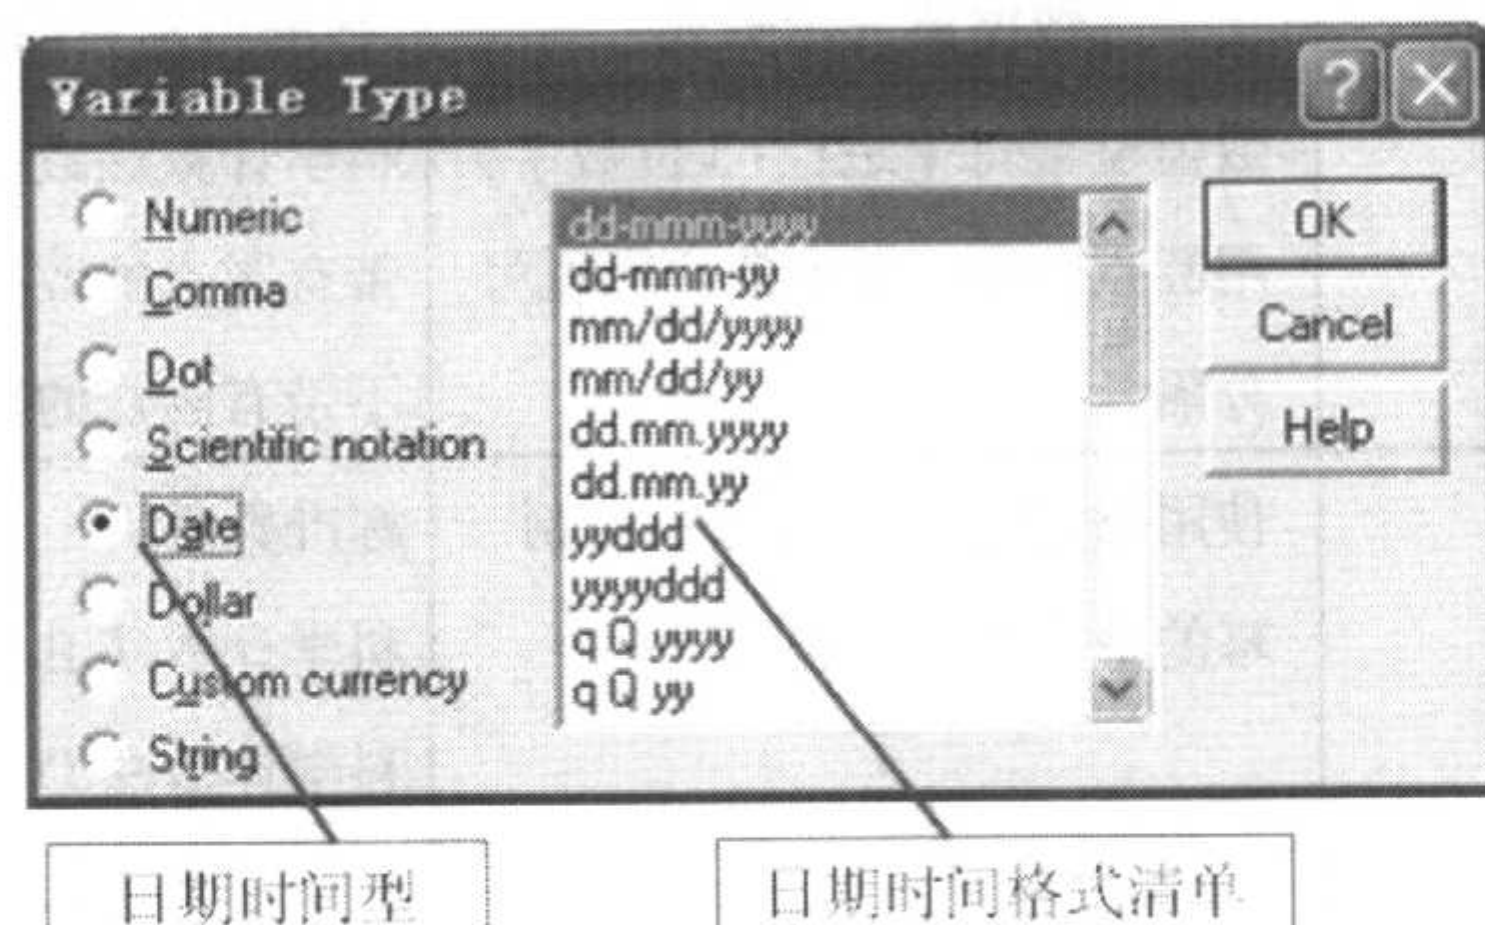 Variable Type
Numeric
Comma
Dot
Scientific notation
Date
Dollar
Custom currency
String
dd-mmm-yyyy
dd-mmm-yy
mm/dd/yyyy
mm/dd/yy
dd.mm.yyyy
dd.mm.yy
yyddd
yyyyddd
q Q yyyy
q Q yy
OK
Cancel
Help
日期时间型
日期时间格式清单